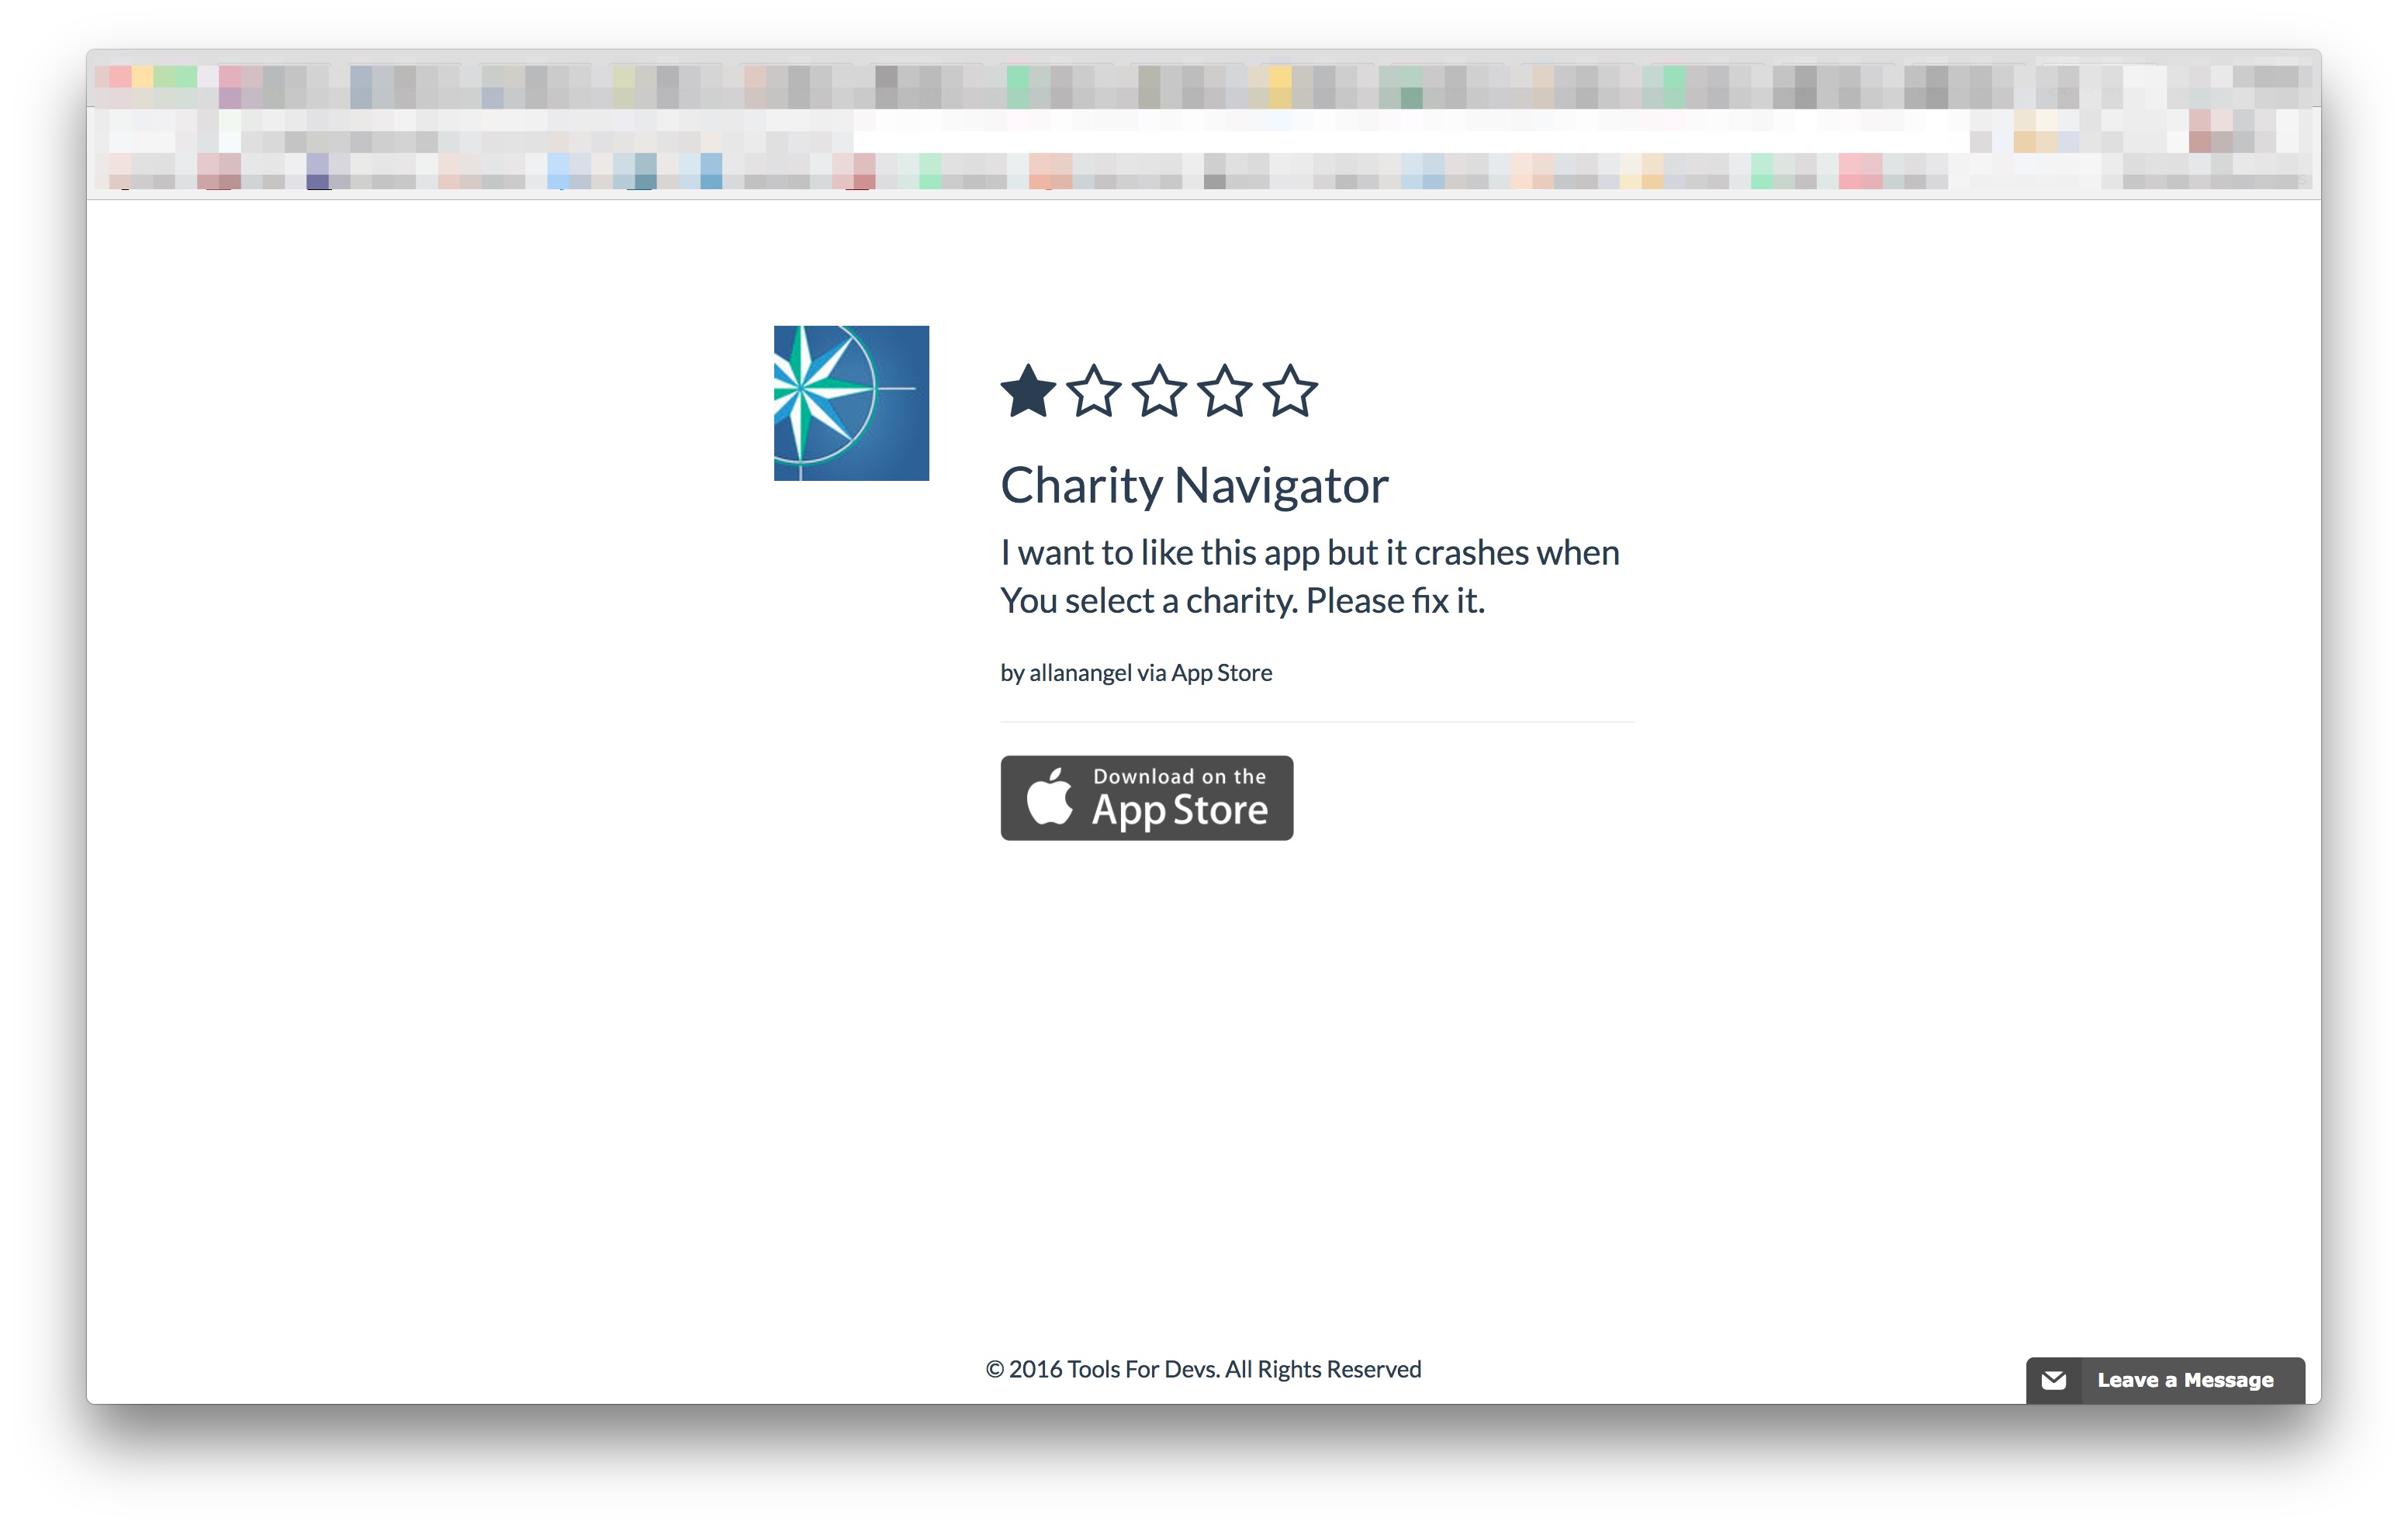 Charity Navigator
I want to like this app but it crashes when
You select a charity. Please fix it.
by allanangel via App Store
Download on the
App Store
© 2016 Tools For Devs. All Rights Reserved
Leave a Message